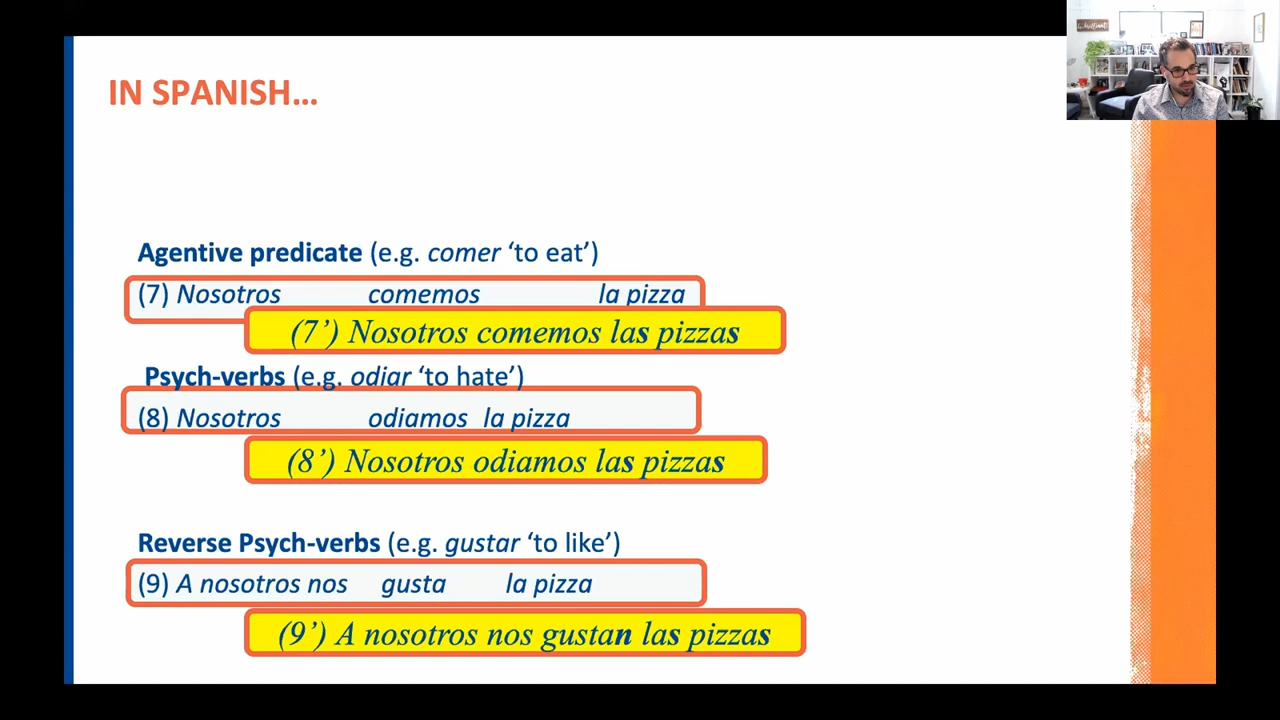 IN SPANISH…
Agentive predicate (e.g. comer ‘to eat’)
(7) Nosotros comemos la pizza
(7’) Nosotros comemos las pizzas
Psych-verbs (e.g. odiar ‘to hate’)
(8) Nosotros odiamos la pizza
(8’) Nosotros odiamos las pizzas
Reverse Psych-verbs (e.g. gustar ‘to like’)
(9) A nosotros nos gusta la pizza
(9’) A nosotros nos gustan las pizzas